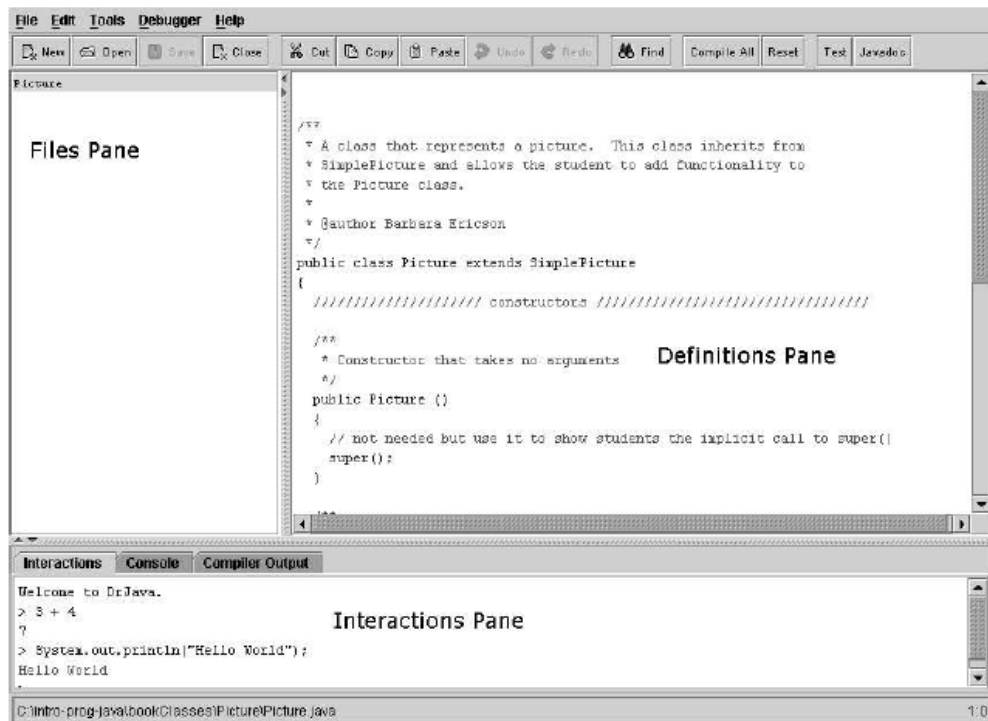 File Edit Tools Debugger Help
New Open Save Close Cut Copy Paste Undo Redo Find Compile All Reset Test Javadoc
Picture
Files Pane
/**
* A class that represents a picture. This class inherits from
* SimplePicture and allows the student to add functionality to
* the Picture class.
*
* @author Barbara Ericson
*/
public class Picture extends SimplePicture
{
///////////////////// constructors //////////////////////////////////
/**
* Constructor that takes no arguments
*/
Definitions Pane
public Picture ()
{
// not needed but use it to show students the implicit call to super(
super();
}
/**
Interactions Console Compiler Output
Welcome to DrJava.
> 3 + 4
7
> System.out.println("Hello World");
Hello World
Interactions Pane
C:\intro-prog-java\bookClasses\Picture\Picture.java
1:0